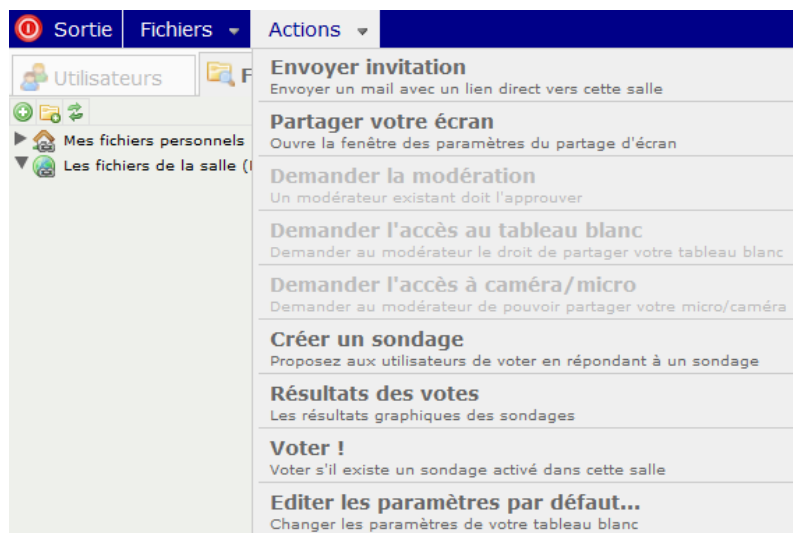 Sortie Fichiers Actions
Utilisateurs F
Envoyer invitation
Envoyer un mail avec un lien direct vers cette salle
Partager votre écran
Ouvre la fenêtre des paramètres du partage d'écran
Mes fichiers personnels
Les fichiers de la salle (
Demander la modération
Un modérateur existant doit l'approuver
Demander l'accès au tableau blanc
Demander au modérateur le droit de partager votre tableau blanc
Demander l'accès à caméra/micro
Demander au modérateur de pouvoir partager votre micro/caméra
Créer un sondage
Proposez aux utilisateurs de voter en répondant à un sondage
Résultats des votes
Les résultats graphiques des sondages
Voter !
Voter s'il existe un sondage activé dans cette salle
Editer les paramètres par défaut...
Changer les paramètres de votre tableau blanc